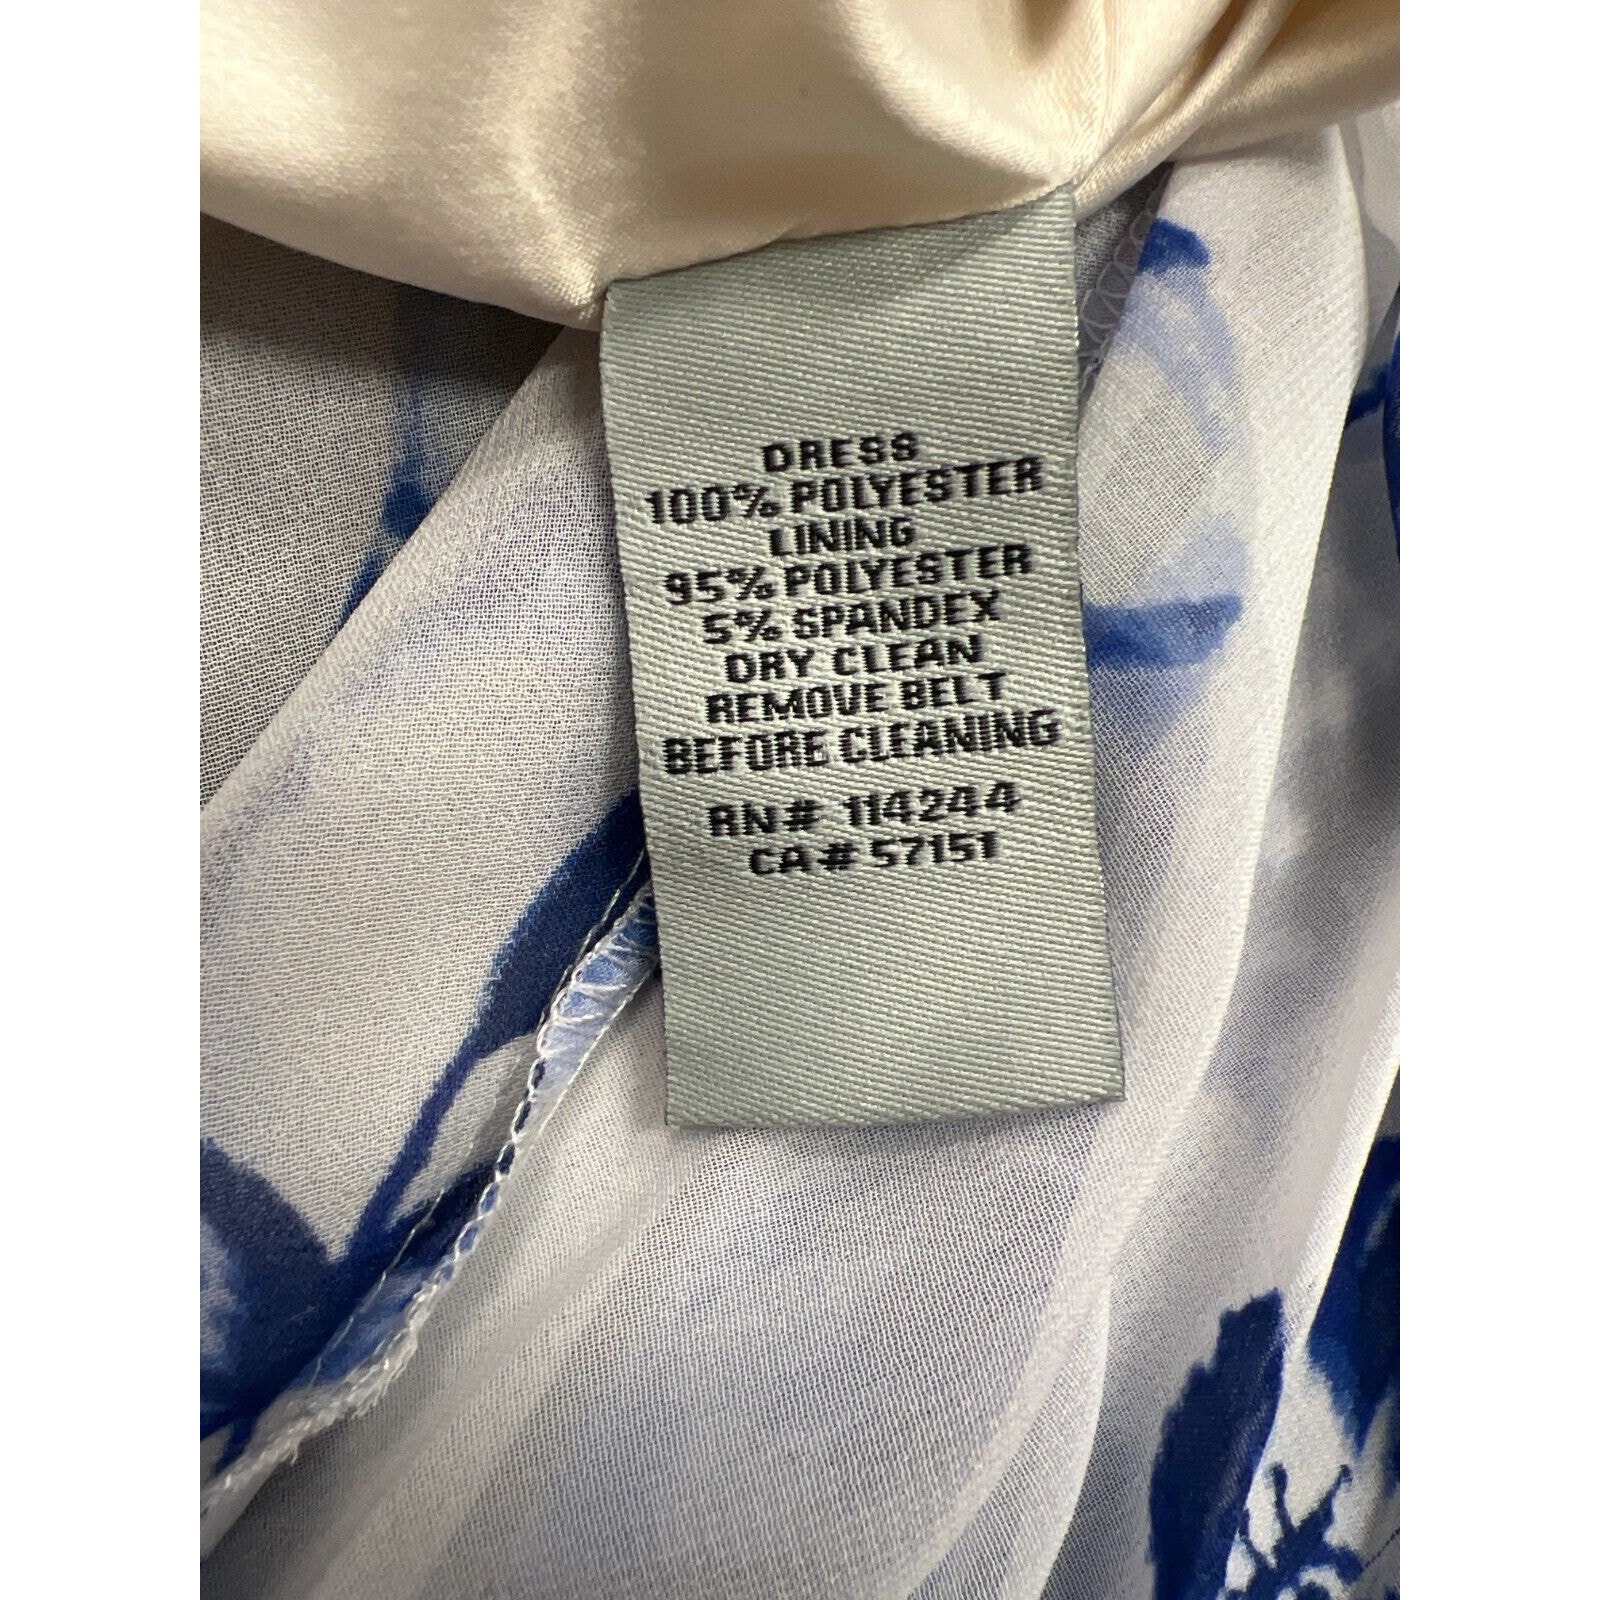 DRESS
100% POLYESTER
LINING
95% POLYESTER
5% SPANDEX
DRY CLEAN
REMOVE BELT
BEFORE CLEANING
RN# 114244
CA# 57151